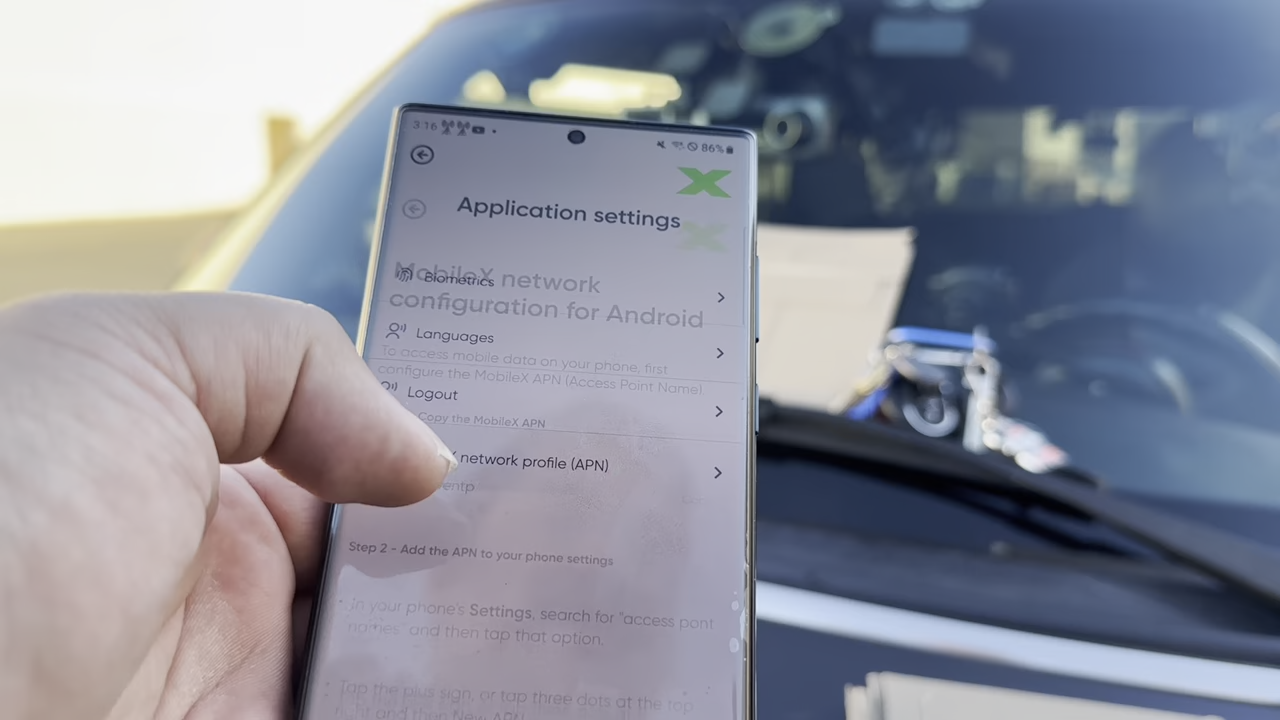 3:16
86%
Application settings
Biometrics
MobileX network
configuration for Android
Languages
To access mobile data on your phone, first
configure the MobileX APN (Access Point Name)
Logout
Copy the MobileX APN
network profile (APN)
Step 2 - Add the APN to your phone settings
In your phone's Settings, search for "access point
names" and then tap that option.
Tap the plus sign, or tap three dots at the top
right and then New APN